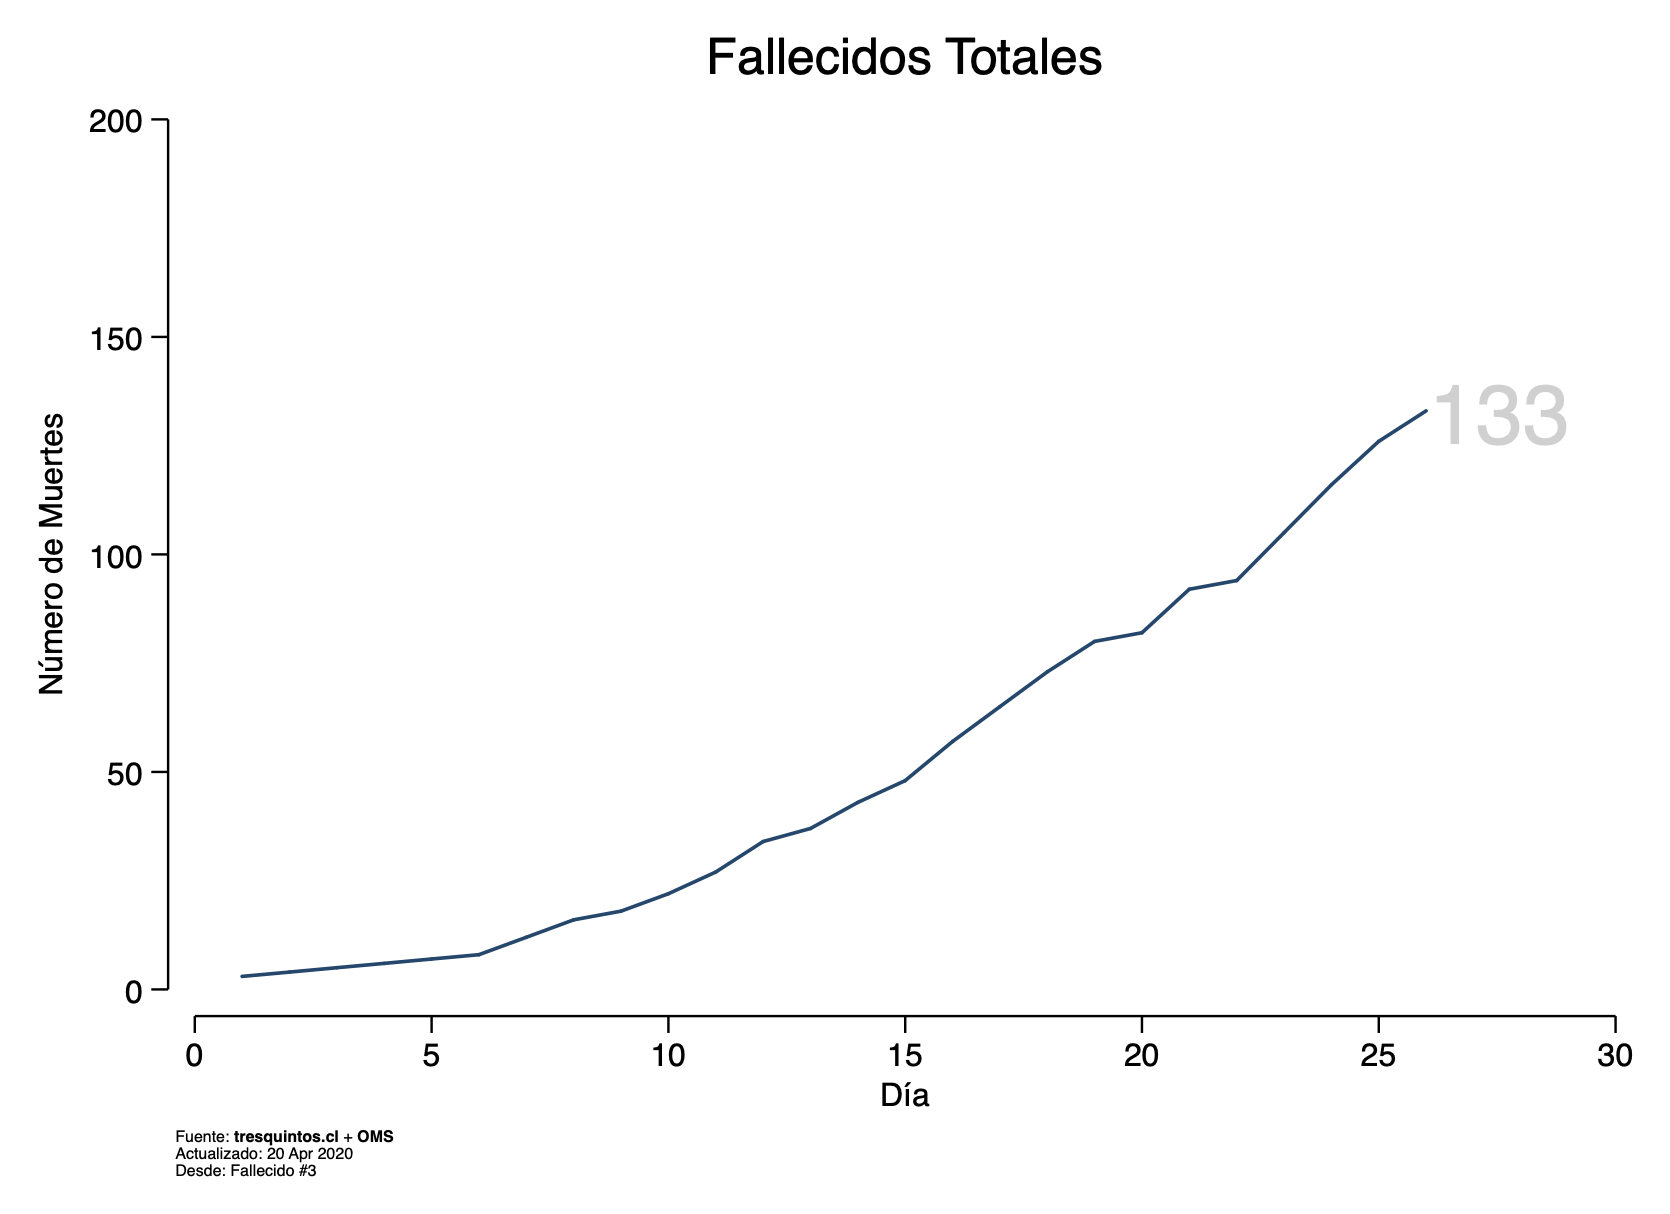 Fallecidos Totales
200
150
100
50
0
Número de Muertes
133
0 5 10 15 20 25 30
Día
Fuente: tresquintos.cl + OMS
Actualizado: 20 Apr 2020
Desde: Fallecido #3